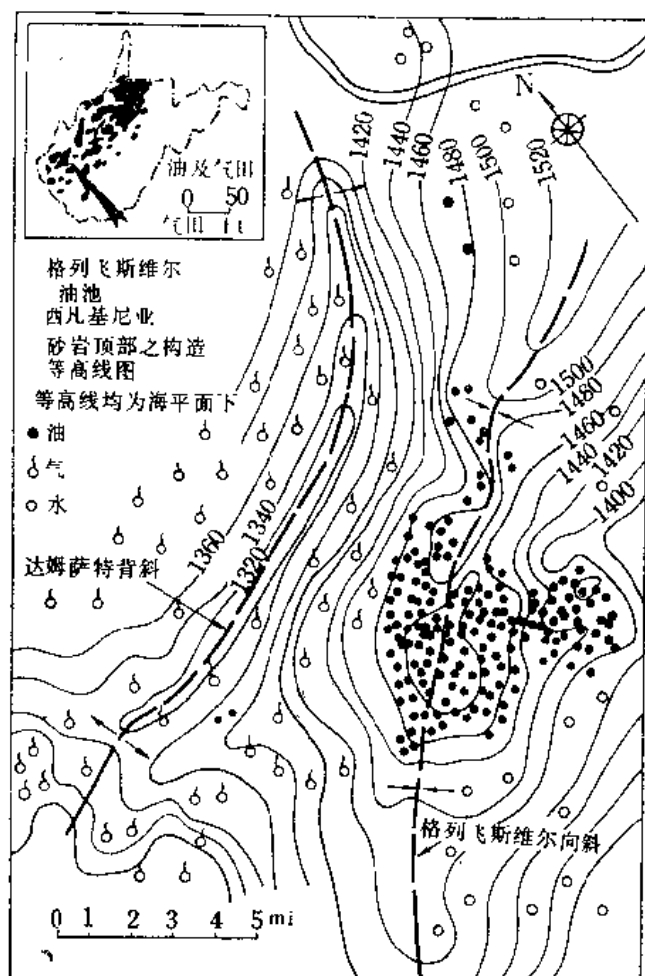 油及气田
0 50
气田
格列飞斯维尔
油池
西凡基尼亚
砂岩顶部之构造
等高线图
等高线均为海平面下
油
气
水
达姆萨特背斜
格列飞斯维尔向斜
N
1420
1440
1460
1480
1500
1520
1500
1480
1460
1440
1420
1400
1360
1340
1320
0 1 2 3 4 5 mi